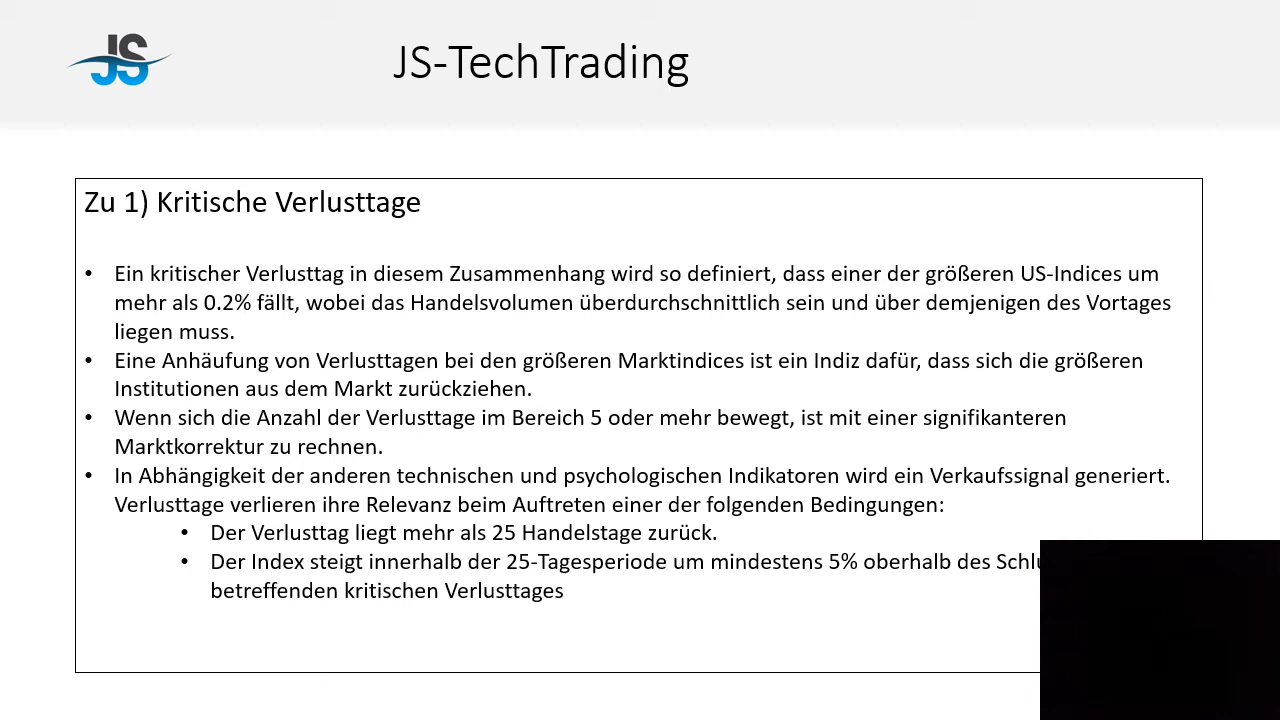 JS
JS-TechTrading
Zu 1) Kritische Verlusttage
• Ein kritischer Verlusttag in diesem Zusammenhang wird so definiert, dass einer der größeren US-Indices um
mehr als 0.2% fällt, wobei das Handelsvolumen überdurchschnittlich sein und über demjenigen des Vortages
liegen muss.
• Eine Anhäufung von Verlusttagen bei den größeren Marktindices ist ein Indiz dafür, dass sich die größeren
Institutionen aus dem Markt zurückziehen.
• Wenn sich die Anzahl der Verlusttage im Bereich 5 oder mehr bewegt, ist mit einer signifikanteren
Marktkorrektur zu rechnen.
• In Abhängigkeit der anderen technischen und psychologischen Indikatoren wird ein Verkaufssignal generiert.
Verlusttage verlieren ihre Relevanz beim Auftreten einer der folgenden Bedingungen:
• Der Verlusttag liegt mehr als 25 Handelstage zurück.
• Der Index steigt innerhalb der 25-Tagesperiode um mindestens 5% oberhalb des
betreffenden kritischen Verlusttages